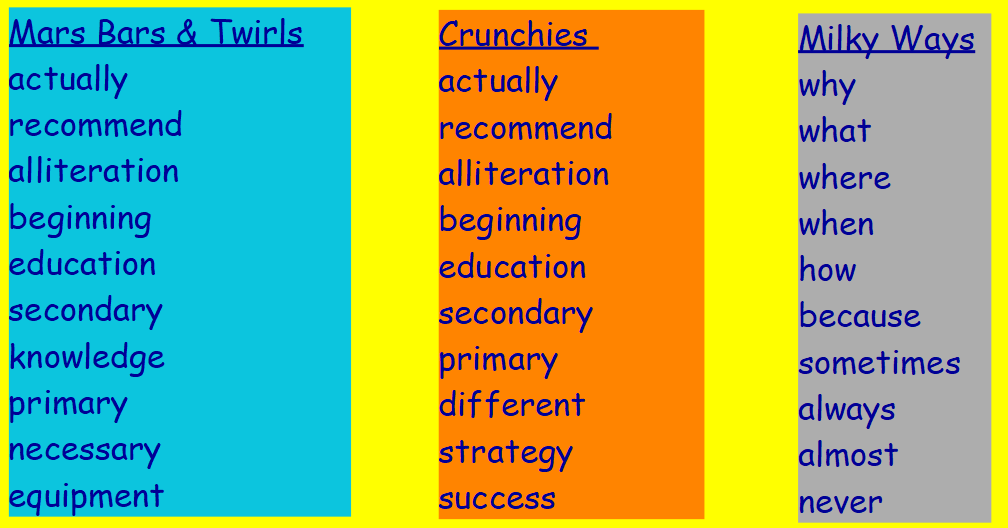 Mars Bars & Twirls
actually
recommend
alliteration
beginning
education
secondary
knowledge
primary
necessary
equipment
Crunchies
actually
recommend
alliteration
beginning
education
secondary
primary
different
strategy
success
Milky Ways
why
what
where
when
how
because
sometimes
always
almost
never